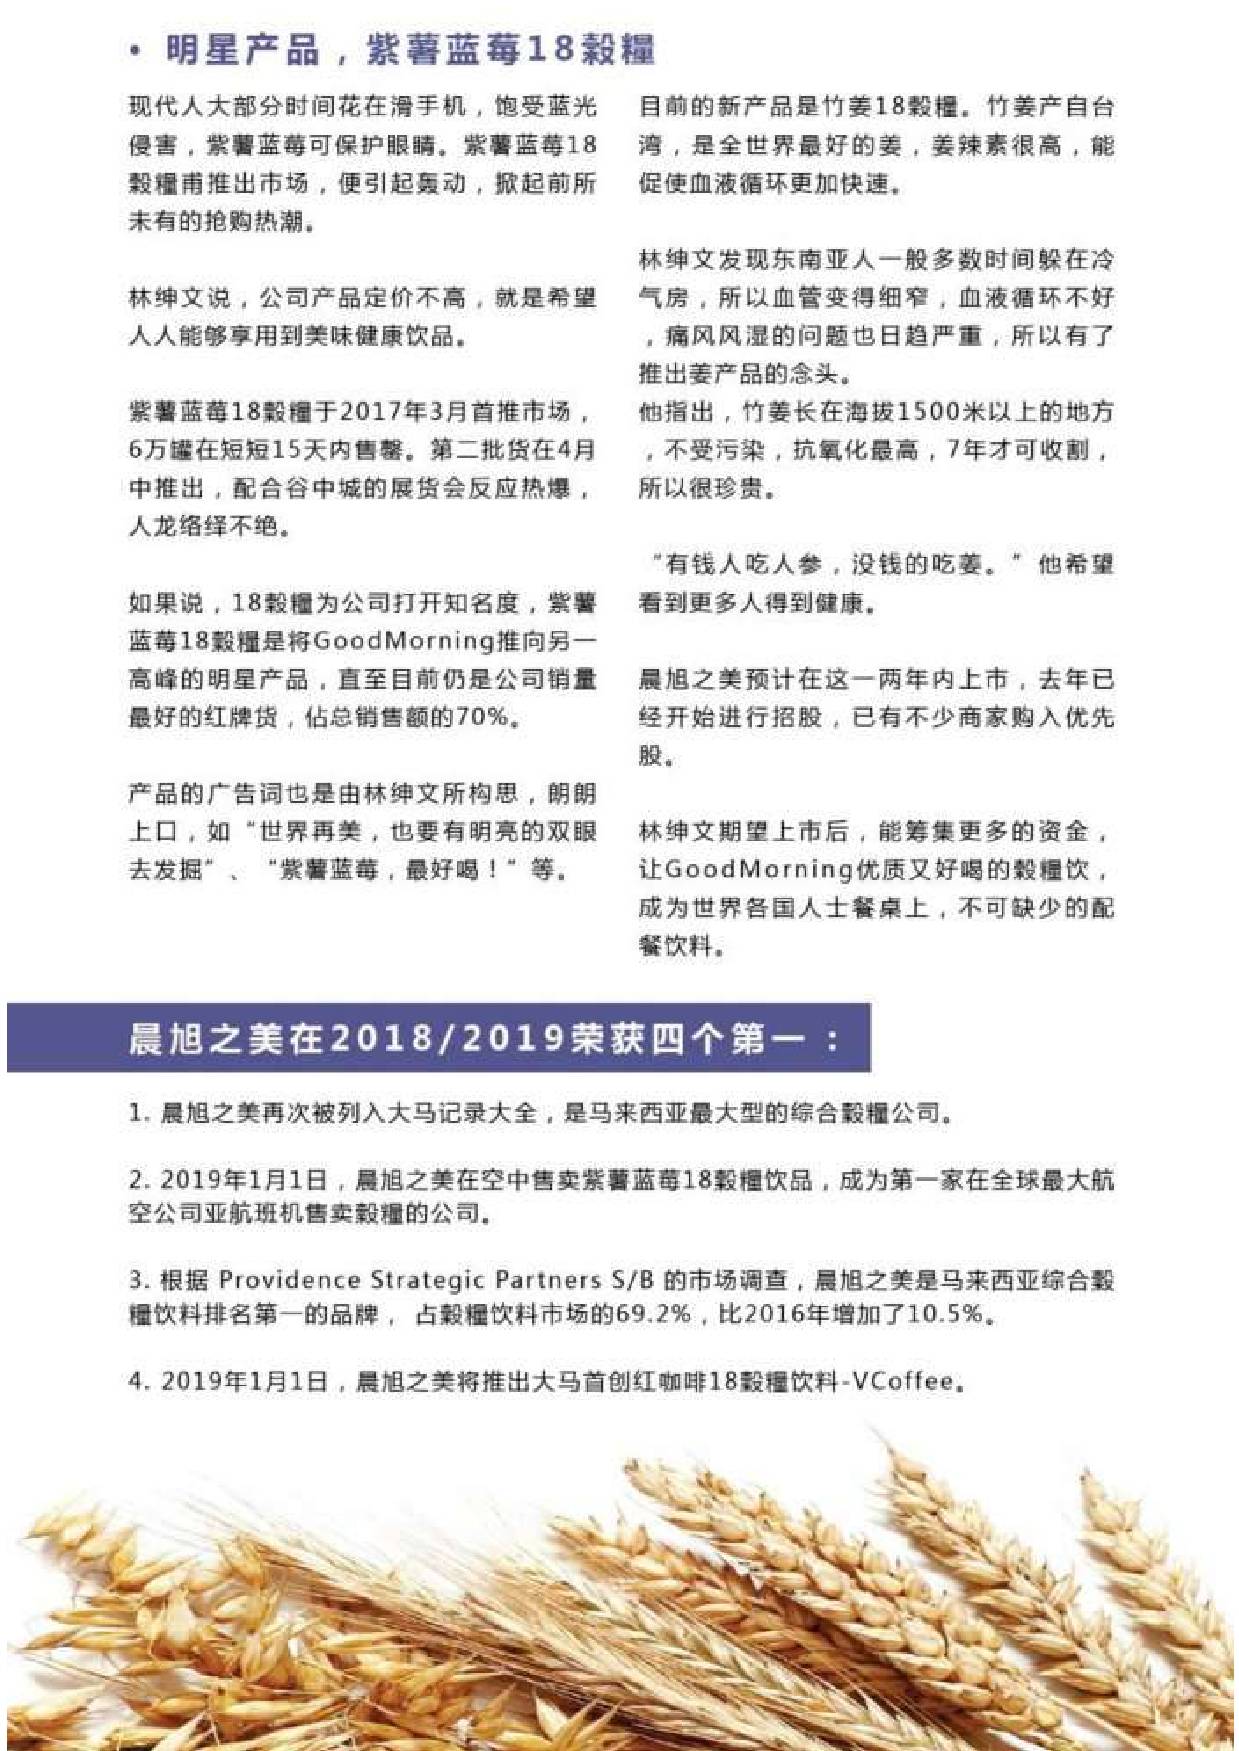 • 明星产品，紫薯蓝莓18穀糧
现代人大部分时间花在滑手机，饱受蓝光
侵害，紫薯蓝莓可保护眼睛。紫薯蓝莓18
穀糧甫推出市场，便引起轰动，掀起前所
未有的抢购热潮。
林绅文说，公司产品定价不高，就是希望
人人能够享用到美味健康饮品。
紫薯蓝莓18穀糧于2017年3月首推市场，
6万罐在短短15天内售罄。第二批货在4月
中推出，配合谷中城的展货会反应热爆，
人龙络绎不绝。
如果说，18穀糧为公司打开知名度，紫薯
蓝莓18穀糧是将GoodMorning推向另一
高峰的明星产品，直至目前仍是公司销量
最好的红牌货，佔总销售额的70%。
产品的广告词也是由林绅文所构思，朗朗
上口，如“世界再美，也要有明亮的双眼
去发掘”、“紫薯蓝莓，最好喝！”等。
目前的新产品是竹姜18穀糧。竹姜产自台
湾，是全世界最好的姜，姜辣素很高，能
促使血液循环更加快速。
林绅文发现东南亚人一般多数时间躲在冷
气房，所以血管变得细窄，血液循环不好
，痛风风湿的问题也日趋严重，所以有了
推出姜产品的念头。
他指出，竹姜长在海拔1500米以上的地方
，不受污染，抗氧化最高，7年才可收割，
所以很珍贵。
“有钱人吃人参，没钱的吃姜。”他希望
看到更多人得到健康。
晨旭之美预计在这一两年内上市，去年已
经开始进行招股，已有不少商家购入优先
股。
林绅文期望上市后，能筹集更多的资金，
让GoodMorning优质又好喝的穀糧饮，
成为世界各国人士餐桌上，不可缺少的配
餐饮料。
晨旭之美在2018/2019荣获四个第一：
1. 晨旭之美再次被列入大马记录大全，是马来西亚最大型的综合穀糧公司。
2. 2019年1月1日，晨旭之美在空中售卖紫薯蓝莓18穀糧饮品，成为第一家在全球最大航
空公司亚航班机售卖穀糧的公司。
3. 根据 Providence Strategic Partners S/B 的市场调查，晨旭之美是马来西亚综合穀
糧饮料排名第一的品牌， 占穀糧饮料市场的69.2%，比2016年增加了10.5%。
4. 2019年1月1日，晨旭之美将推出大马首创红咖啡18穀糧饮料-VCoffee。